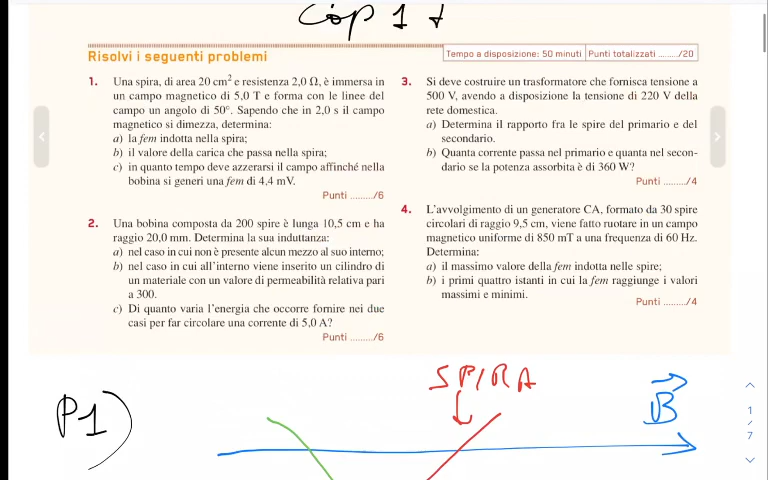 Cap 17
Risolvi i seguenti problemi
Tempo a disposizione: 50 minuti Punti totalizzati ......../20
1. Una spira, di area 20 cm² e resistenza 2,0 Ω, è immersa in
un campo magnetico di 5,0 T e forma con le linee del
campo un angolo di 50°. Sapendo che in 2,0 s il campo
magnetico si dimezza, determina:
a) la fem indotta nella spira;
b) il valore della carica che passa nella spira;
c) in quanto tempo deve azzerarsi il campo affinché nella
bobina si generi una fem di 4,4 mV.
Punti ........./6
2. Una bobina composta da 200 spire è lunga 10,5 cm e ha
raggio 20,0 mm. Determina la sua induttanza:
a) nel caso in cui non è presente alcun mezzo al suo interno;
b) nel caso in cui all'interno viene inserito un cilindro di
un materiale con un valore di permeabilità relativa pari
a 300.
c) Di quanto varia l'energia che occorre fornire nei due
casi per far circolare una corrente di 5,0 A?
Punti ........./6
3. Si deve costruire un trasformatore che fornisca tensione a
500 V, avendo a disposizione la tensione di 220 V della
rete domestica.
a) Determina il rapporto fra le spire del primario e del
secondario.
b) Quanta corrente passa nel primario e quanta nel secon-
dario se la potenza assorbita è di 360 W?
Punti ........./4
4. L'avvolgimento di un generatore CA, formato da 30 spire
circolari di raggio 9,5 cm, viene fatto ruotare in un campo
magnetico uniforme di 850 mT a una frequenza di 60 Hz.
Determina:
a) il massimo valore della fem indotta nelle spire;
b) i primi quattro istanti in cui la fem raggiunge i valori
massimi e minimi.
Punti ........./4
P1)
SPIRA
B
1
/
7